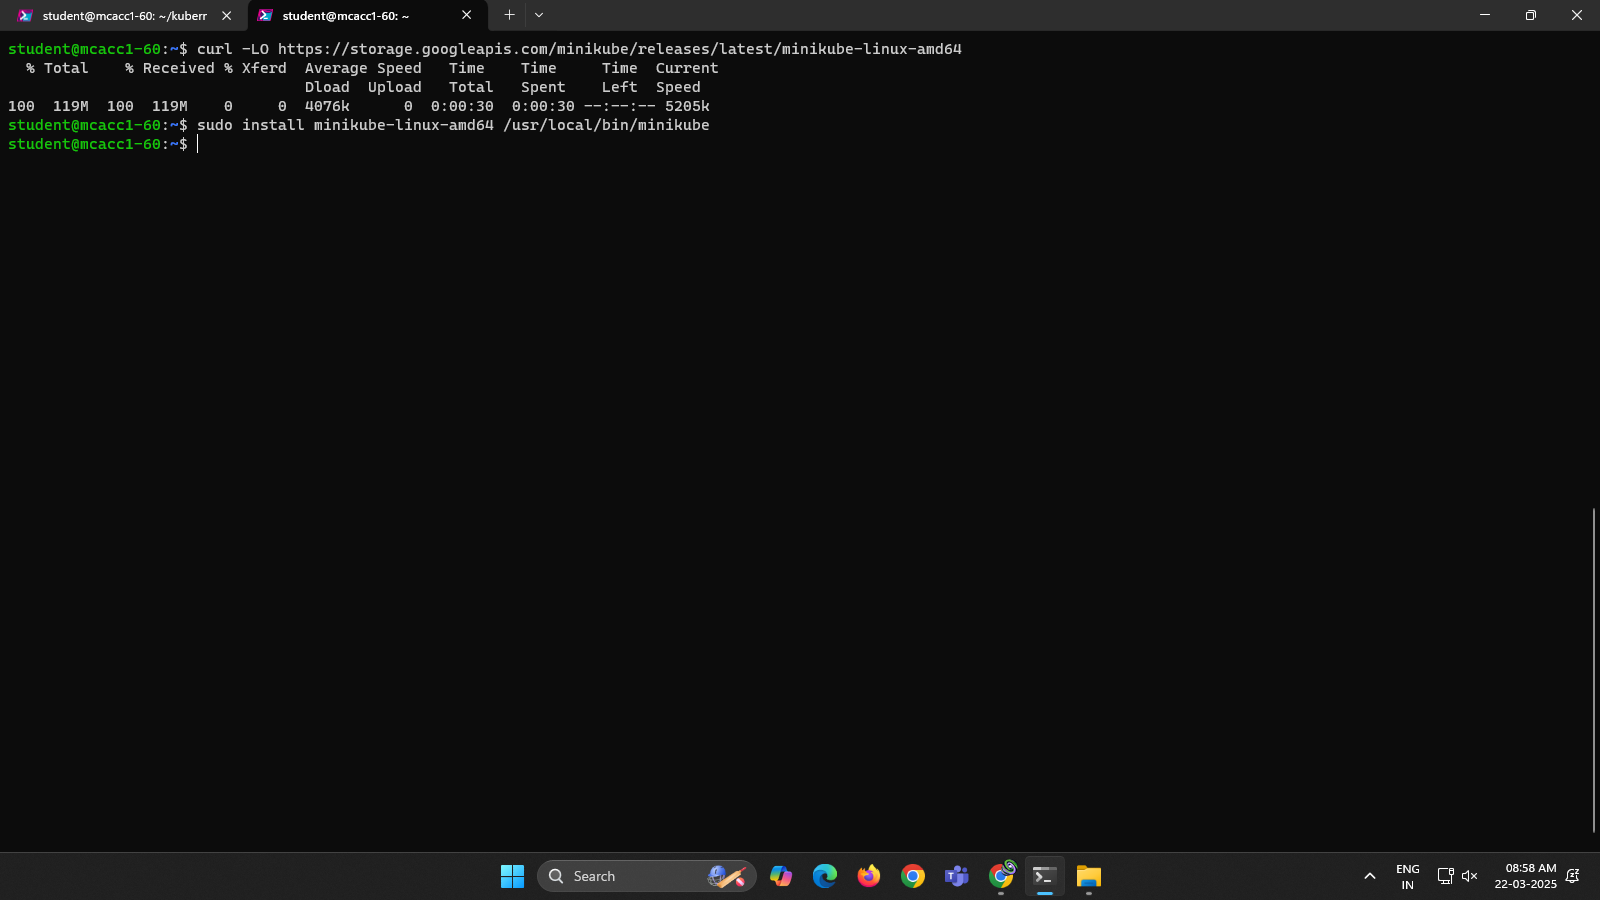 student@mcacc1-60: ~/kuberr
student@mcacc1-60: ~
student@mcacc1-60:~$ curl -LO https://storage.googleapis.com/minikube/releases/latest/minikube-linux-amd64
  % Total    % Received % Xferd  Average Speed   Time    Time     Time  Current
                                 Dload  Upload   Total   Spent    Left  Speed
100  119M  100  119M    0     0  4076k      0  0:00:30  0:00:30 --:--:-- 5205k
student@mcacc1-60:~$ sudo install minikube-linux-amd64 /usr/local/bin/minikube
student@mcacc1-60:~$
Search
ENG
IN
08:58 AM
22-03-2025